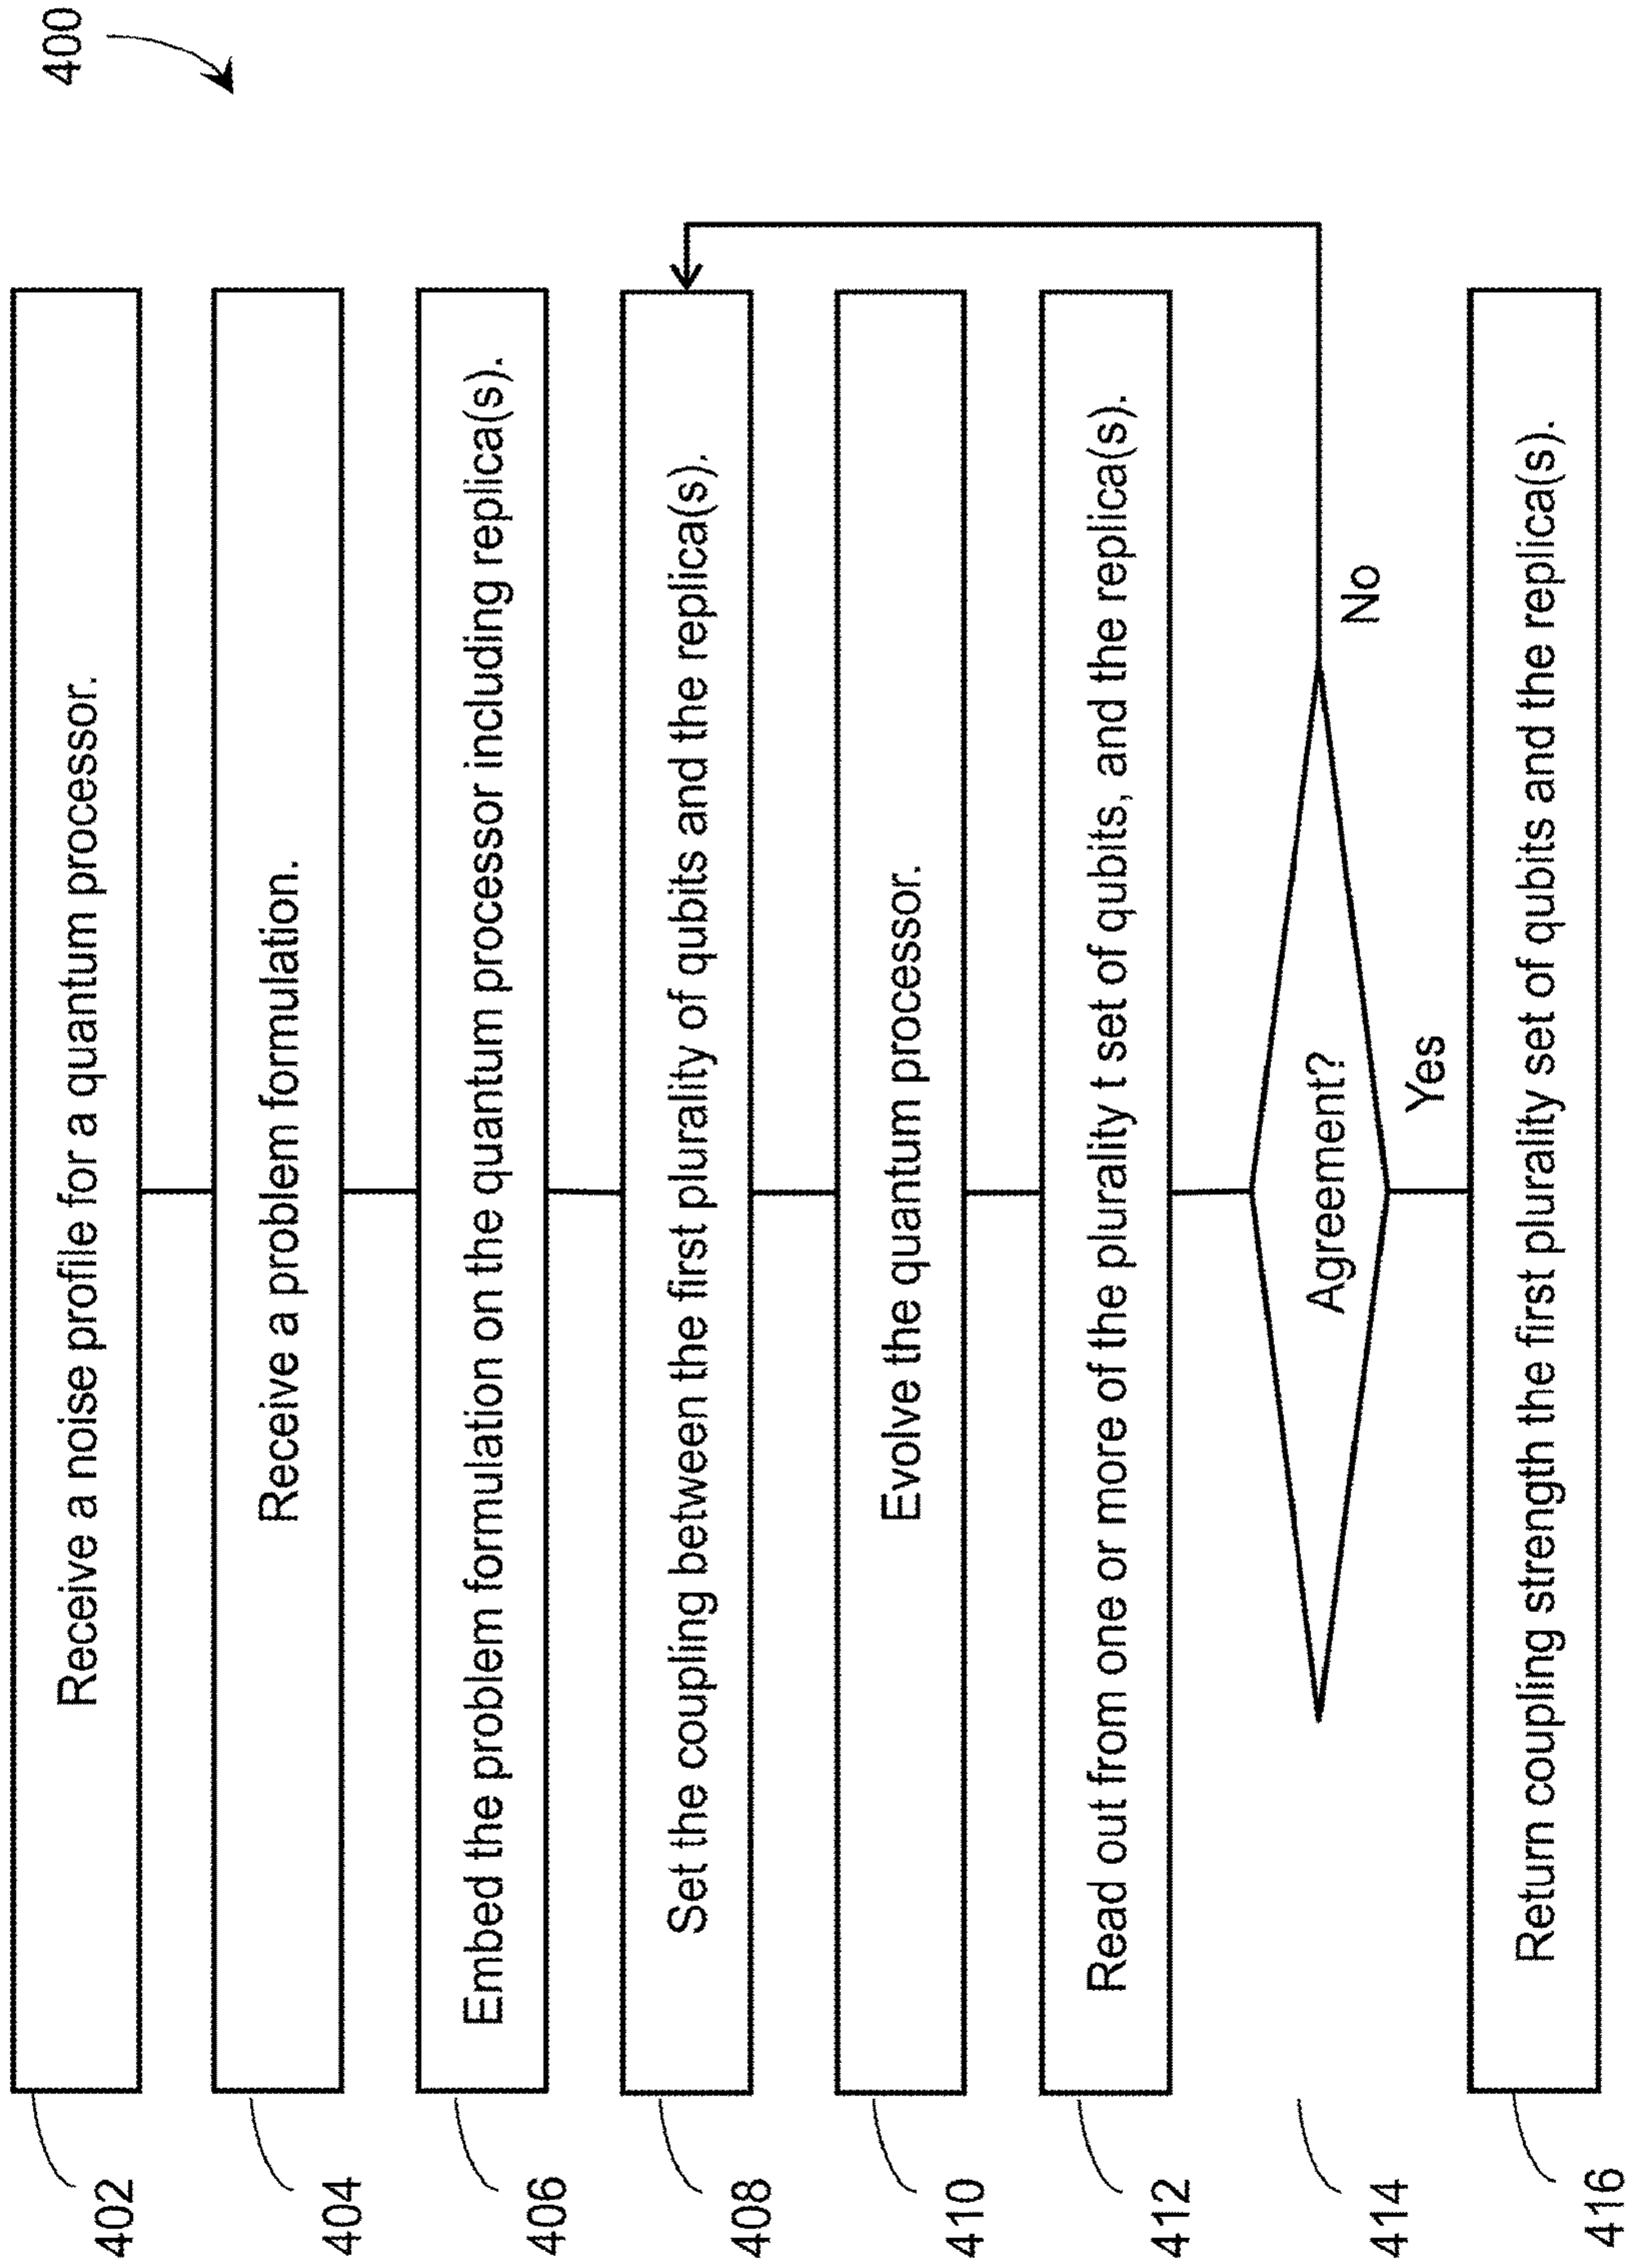 400
402
Receive a noise profile for a quantum processor.
404
Receive a problem formulation.
406
Embed the problem formulation on the quantum processor including replica(s).
408
Set the coupling between the first plurality of qubits and the replica(s).
410
Evolve the quantum processor.
412
Read out from one or more of the plurality t set of qubits, and the replica(s).
414
Agreement?
No
Yes
416
Return coupling strength the first plurality set of qubits and the replica(s).